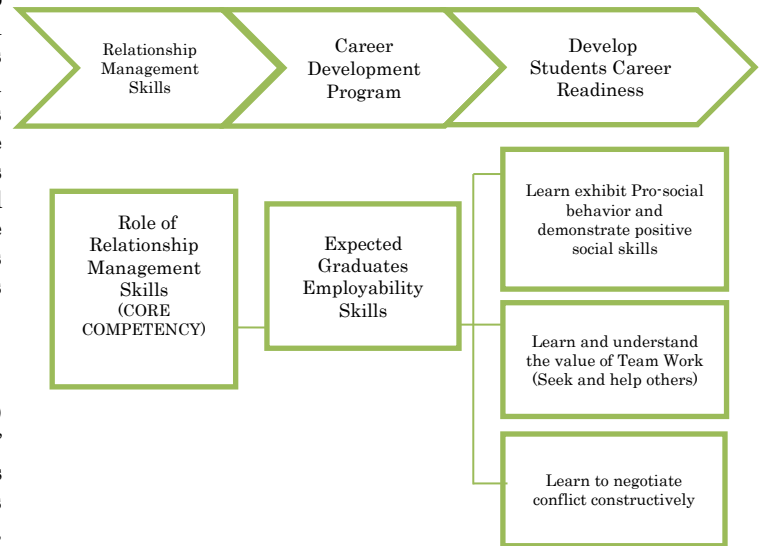 Relationship
Management
Skills
Career
Development
Program
Develop
Students Career
Readiness
Role of
Relationship
Management
Skills
(CORE
COMPETENCY)
Expected
Graduates
Employability
Skills
Learn exhibit Pro-social
behavior and
demonstrate positive
social skills
Learn and understand
the value of Team Work
(Seek and help others)
Learn to negotiate
conflict constructively